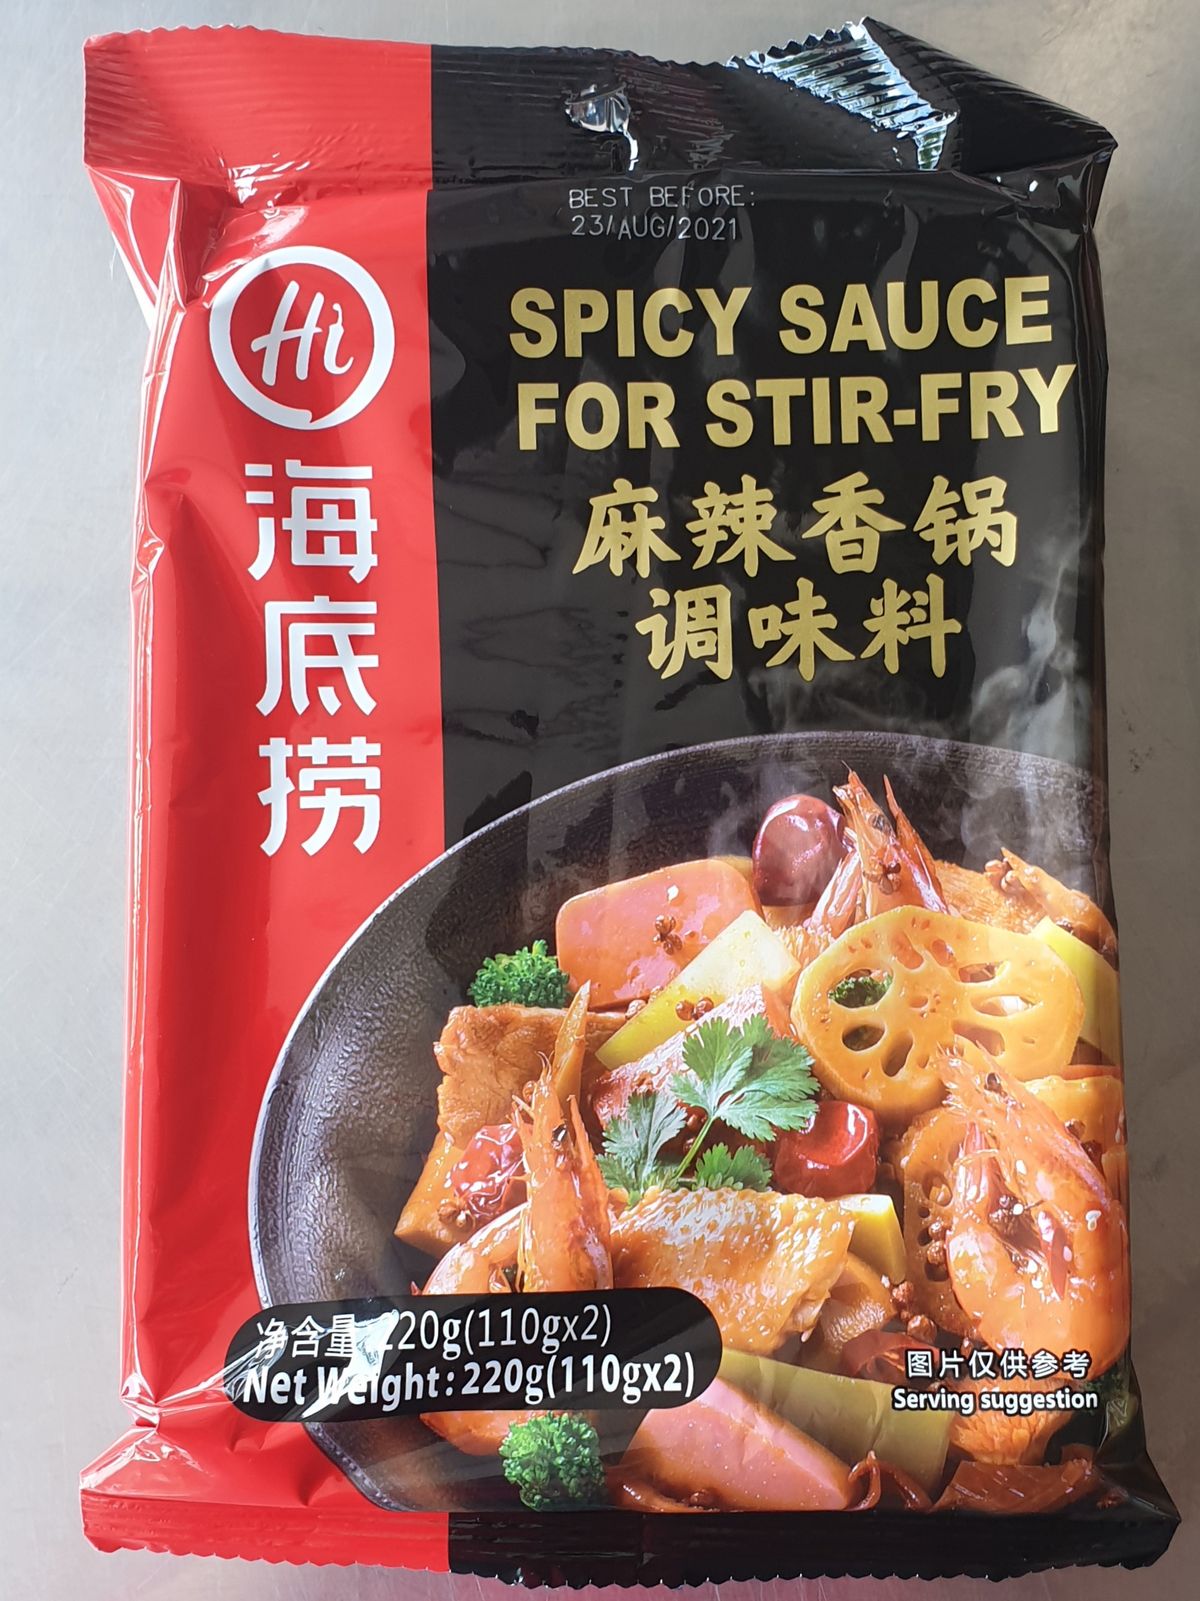 BEST BEFORE:
23/AUG/2021
Hi
海底捞
SPICY SAUCE
FOR STIR-FRY
麻辣香锅
调味料
净含量:220g(110gx2)
Net Weight:220g(110gx2)
图片仅供参考
Serving suggestion